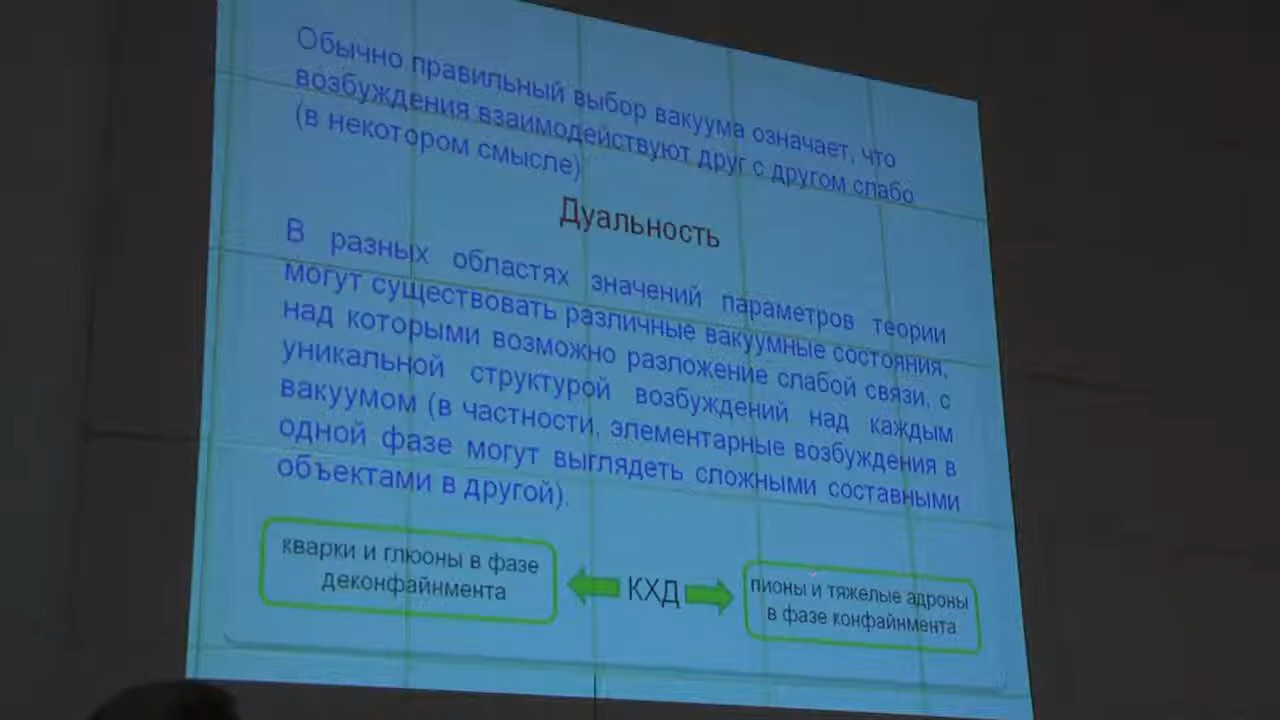 Обычно правильный выбор вакуума означает, что
возбуждения взаимодействуют друг с другом слабо
(в некотором смысле)
Дуальность
В разных областях значений параметров теории
могут существовать различные вакуумные состояния,
над которыми возможно разложение слабой связи, с
уникальной структурой возбуждений над каждым
вакуумом (в частности, элементарные возбуждения в
одной фазе могут выглядеть сложными составными
объектами в другой).
кварки и глюоны в фазе
деконфайнмента
КХД
пионы и тяжелые адроны
в фазе конфайнмента